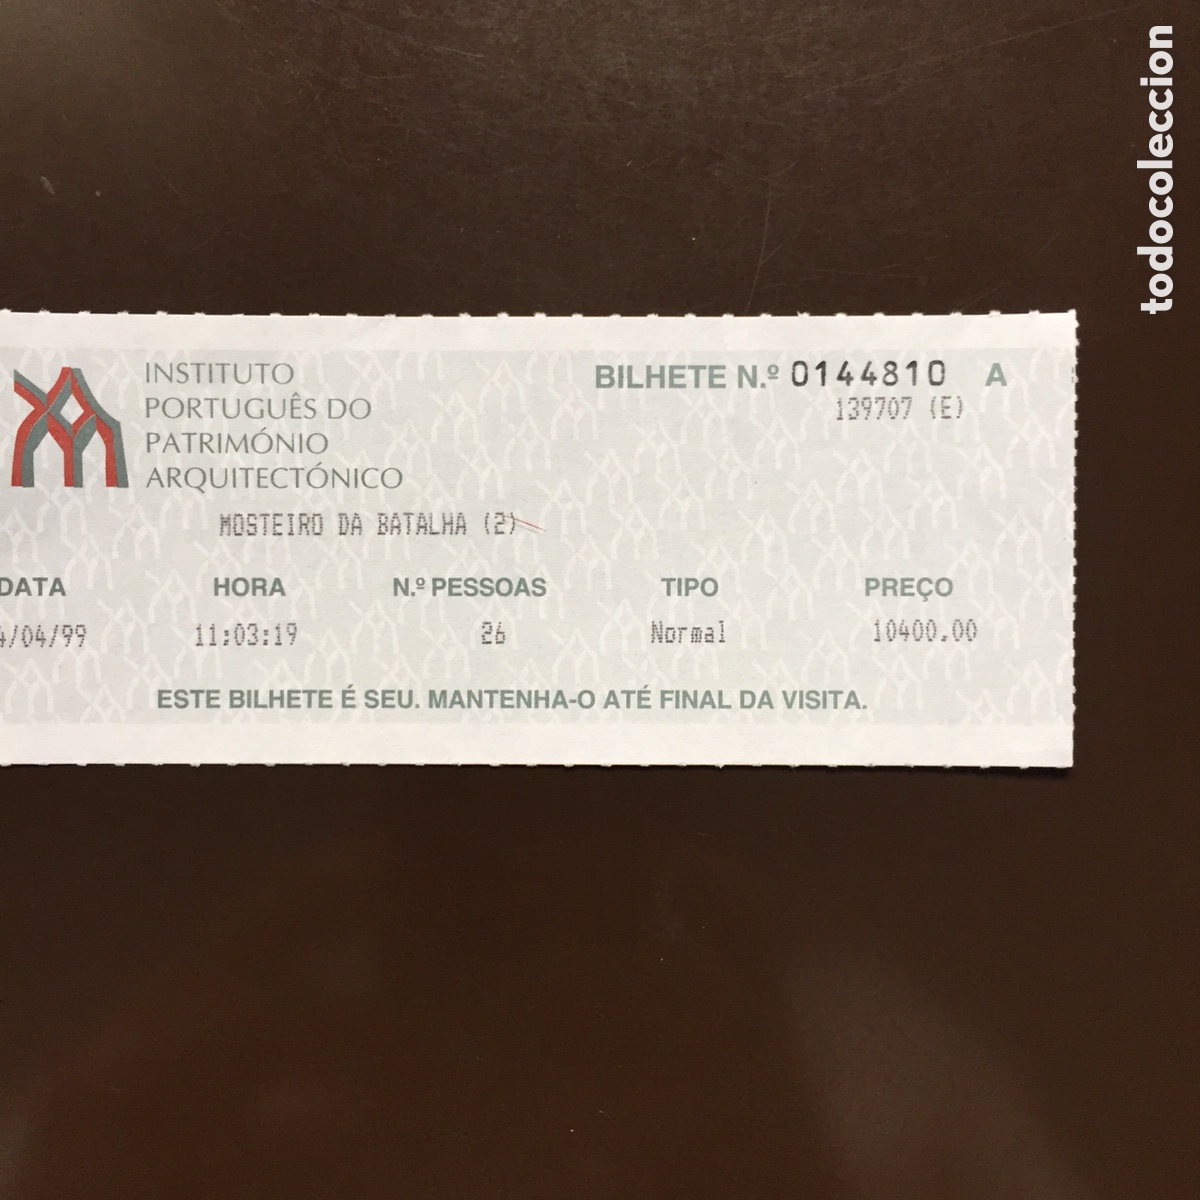 todocoleccion
INSTITUTO
PORTUGUÊS DO
PATRIMÓNIO
ARQUITECTÓNICO
BILHETE N.º 0144810 A
139707 (E)
MOSTEIRO DA BATALHA (2)
DATA HORA N.º PESSOAS TIPO PREÇO
4/04/99 11:03:19 26 Normal 10400.00
ESTE BILHETE É SEU. MANTENHA-O ATÉ FINAL DA VISITA.